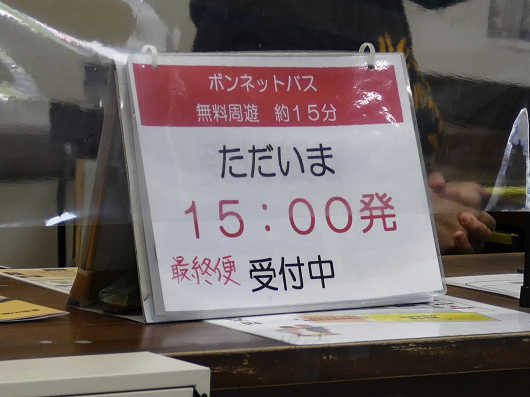 ボンネットバス
無料周遊 約15分
ただいま
15:00発
最終便 受付中